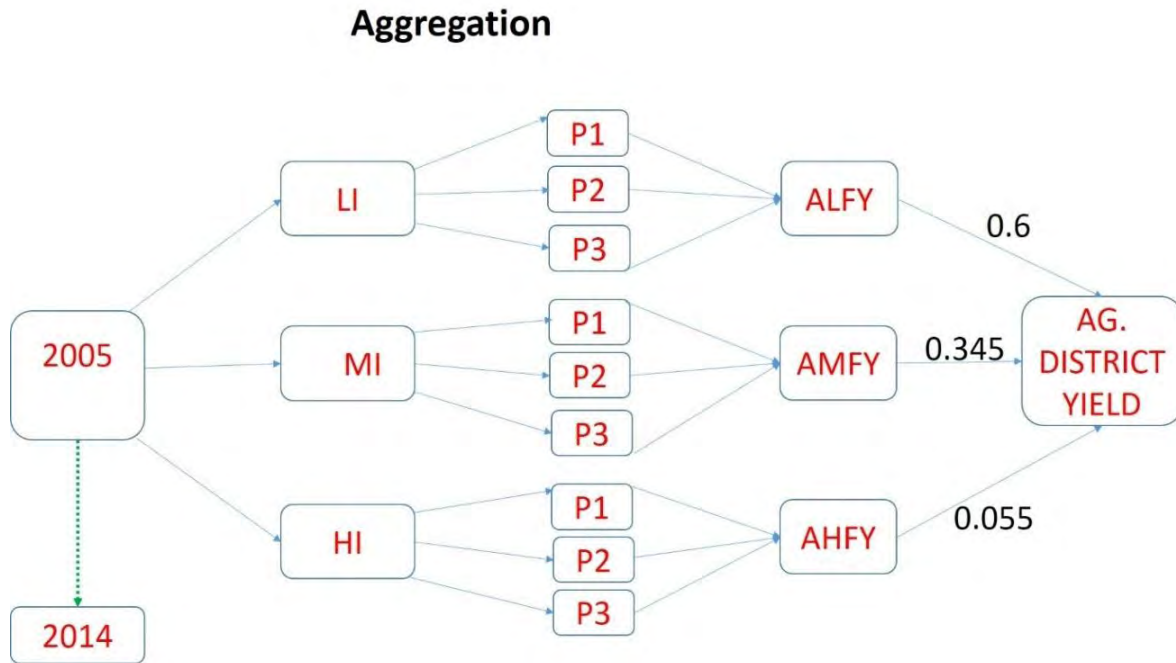 Aggregation
P1
LI
P2
ALFY
P3
0.6
2005
P1
MI
P2
AMFY
0.345
AG.
DISTRICT
YIELD
P3
P1
HI
P2
AHFY
0.055
P3
2014